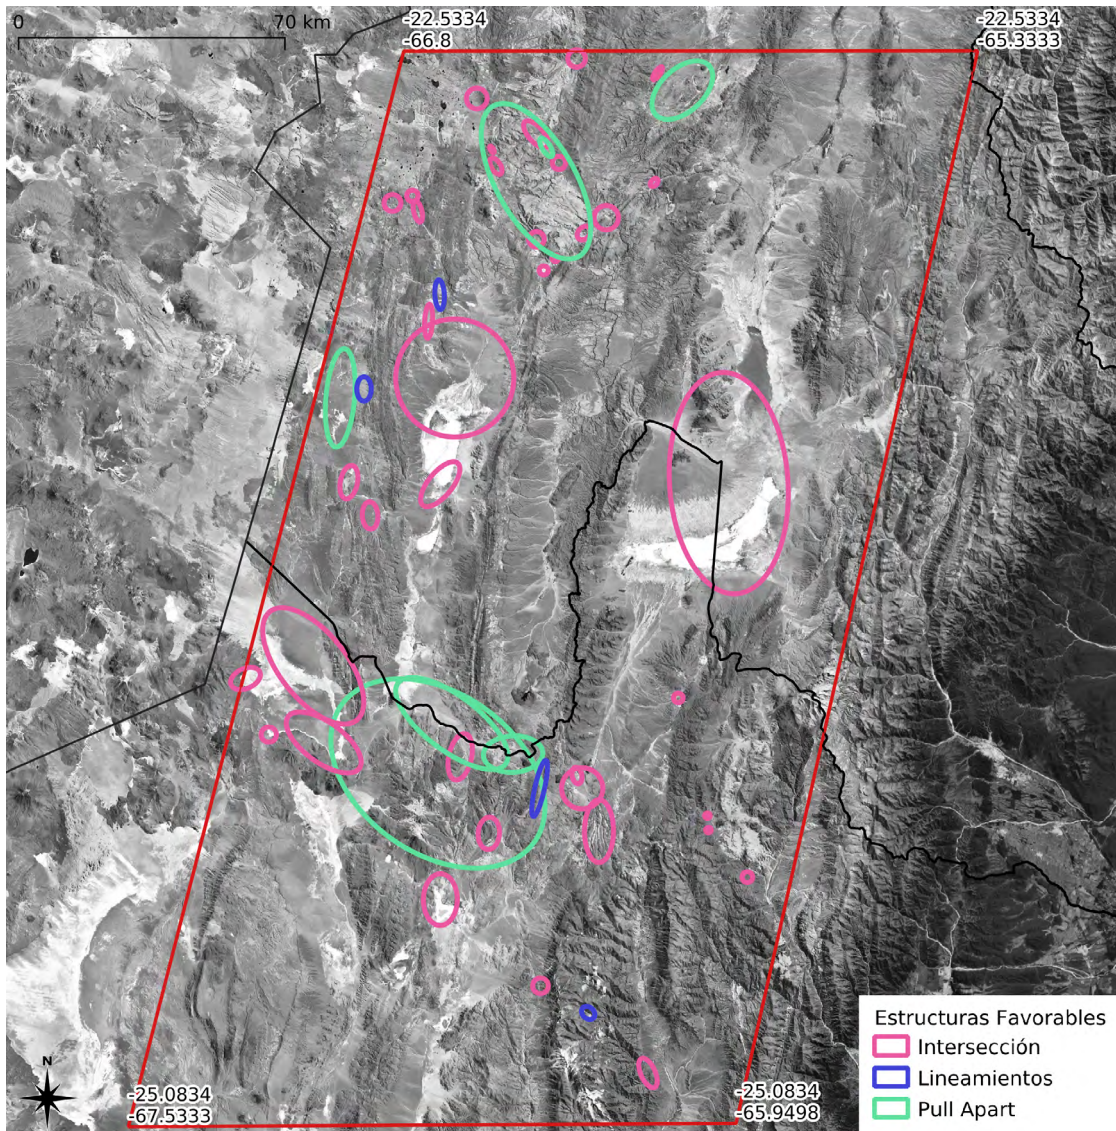 0 70 km
-22.5334
-66.8
-22.5334
-65.3333
Estructuras Favorables
Intersección
Lineamientos
Pull Apart
N
-25.0834
-67.5333
-25.0834
-65.9498